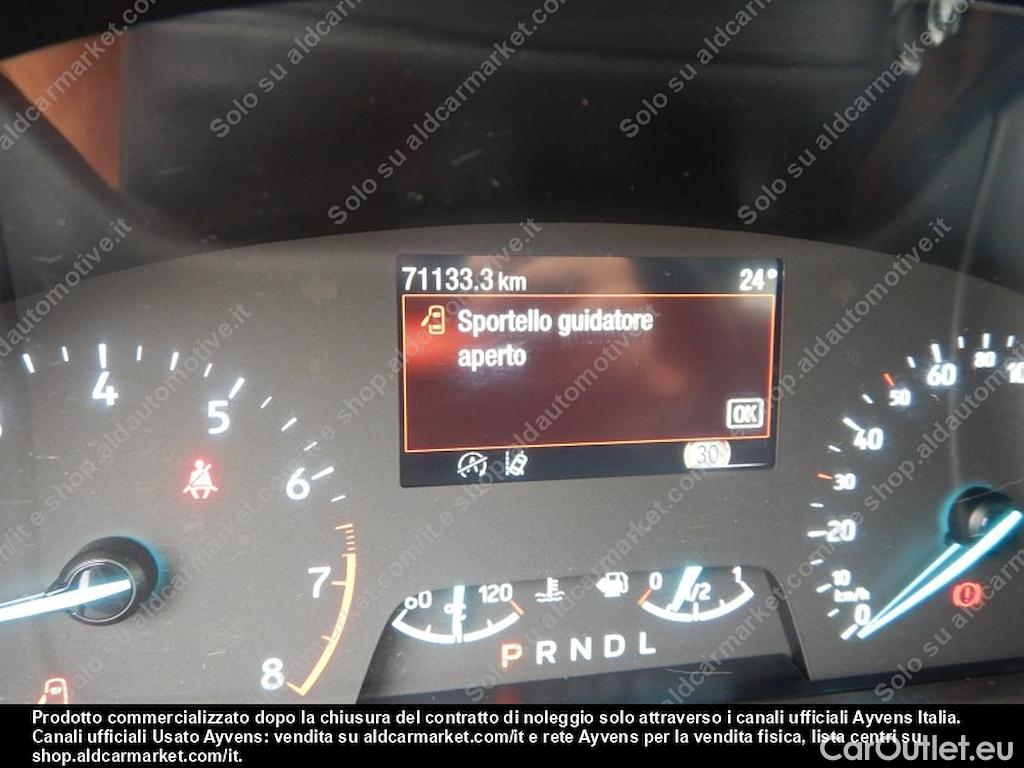 71133.3 km 24°
Sportello guidatore
aperto
OK
30
4
5
6
7
8
60 °C 120
0 1/2 1
PRNDL
0
10
km/h
20
30
40
50
60
80
Solo su aldcarmarket.com/it e shop.aldautomotive.it
Prodotto commercializzato dopo la chiusura del contratto di noleggio solo attraverso i canali ufficiali Ayvens Italia.
Canali ufficiali Usato Ayvens: vendita su aldcarmarket.com/it e rete Ayvens per la vendita fisica, lista centri su
shop.aldautomotive.com/it.
CarOutlet.eu